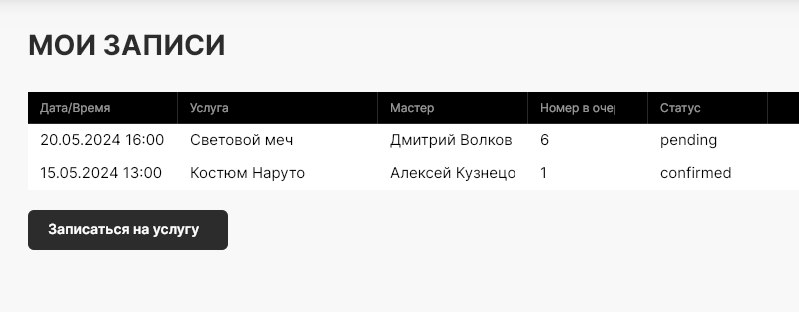 МОИ ЗАПИСИ
Дата/Время Услуга Мастер Номер в очер Статус
20.05.2024 16:00 Световой меч Дмитрий Волков 6 pending
15.05.2024 13:00 Костюм Наруто Алексей Кузнецо 1 confirmed
Записаться на услугу